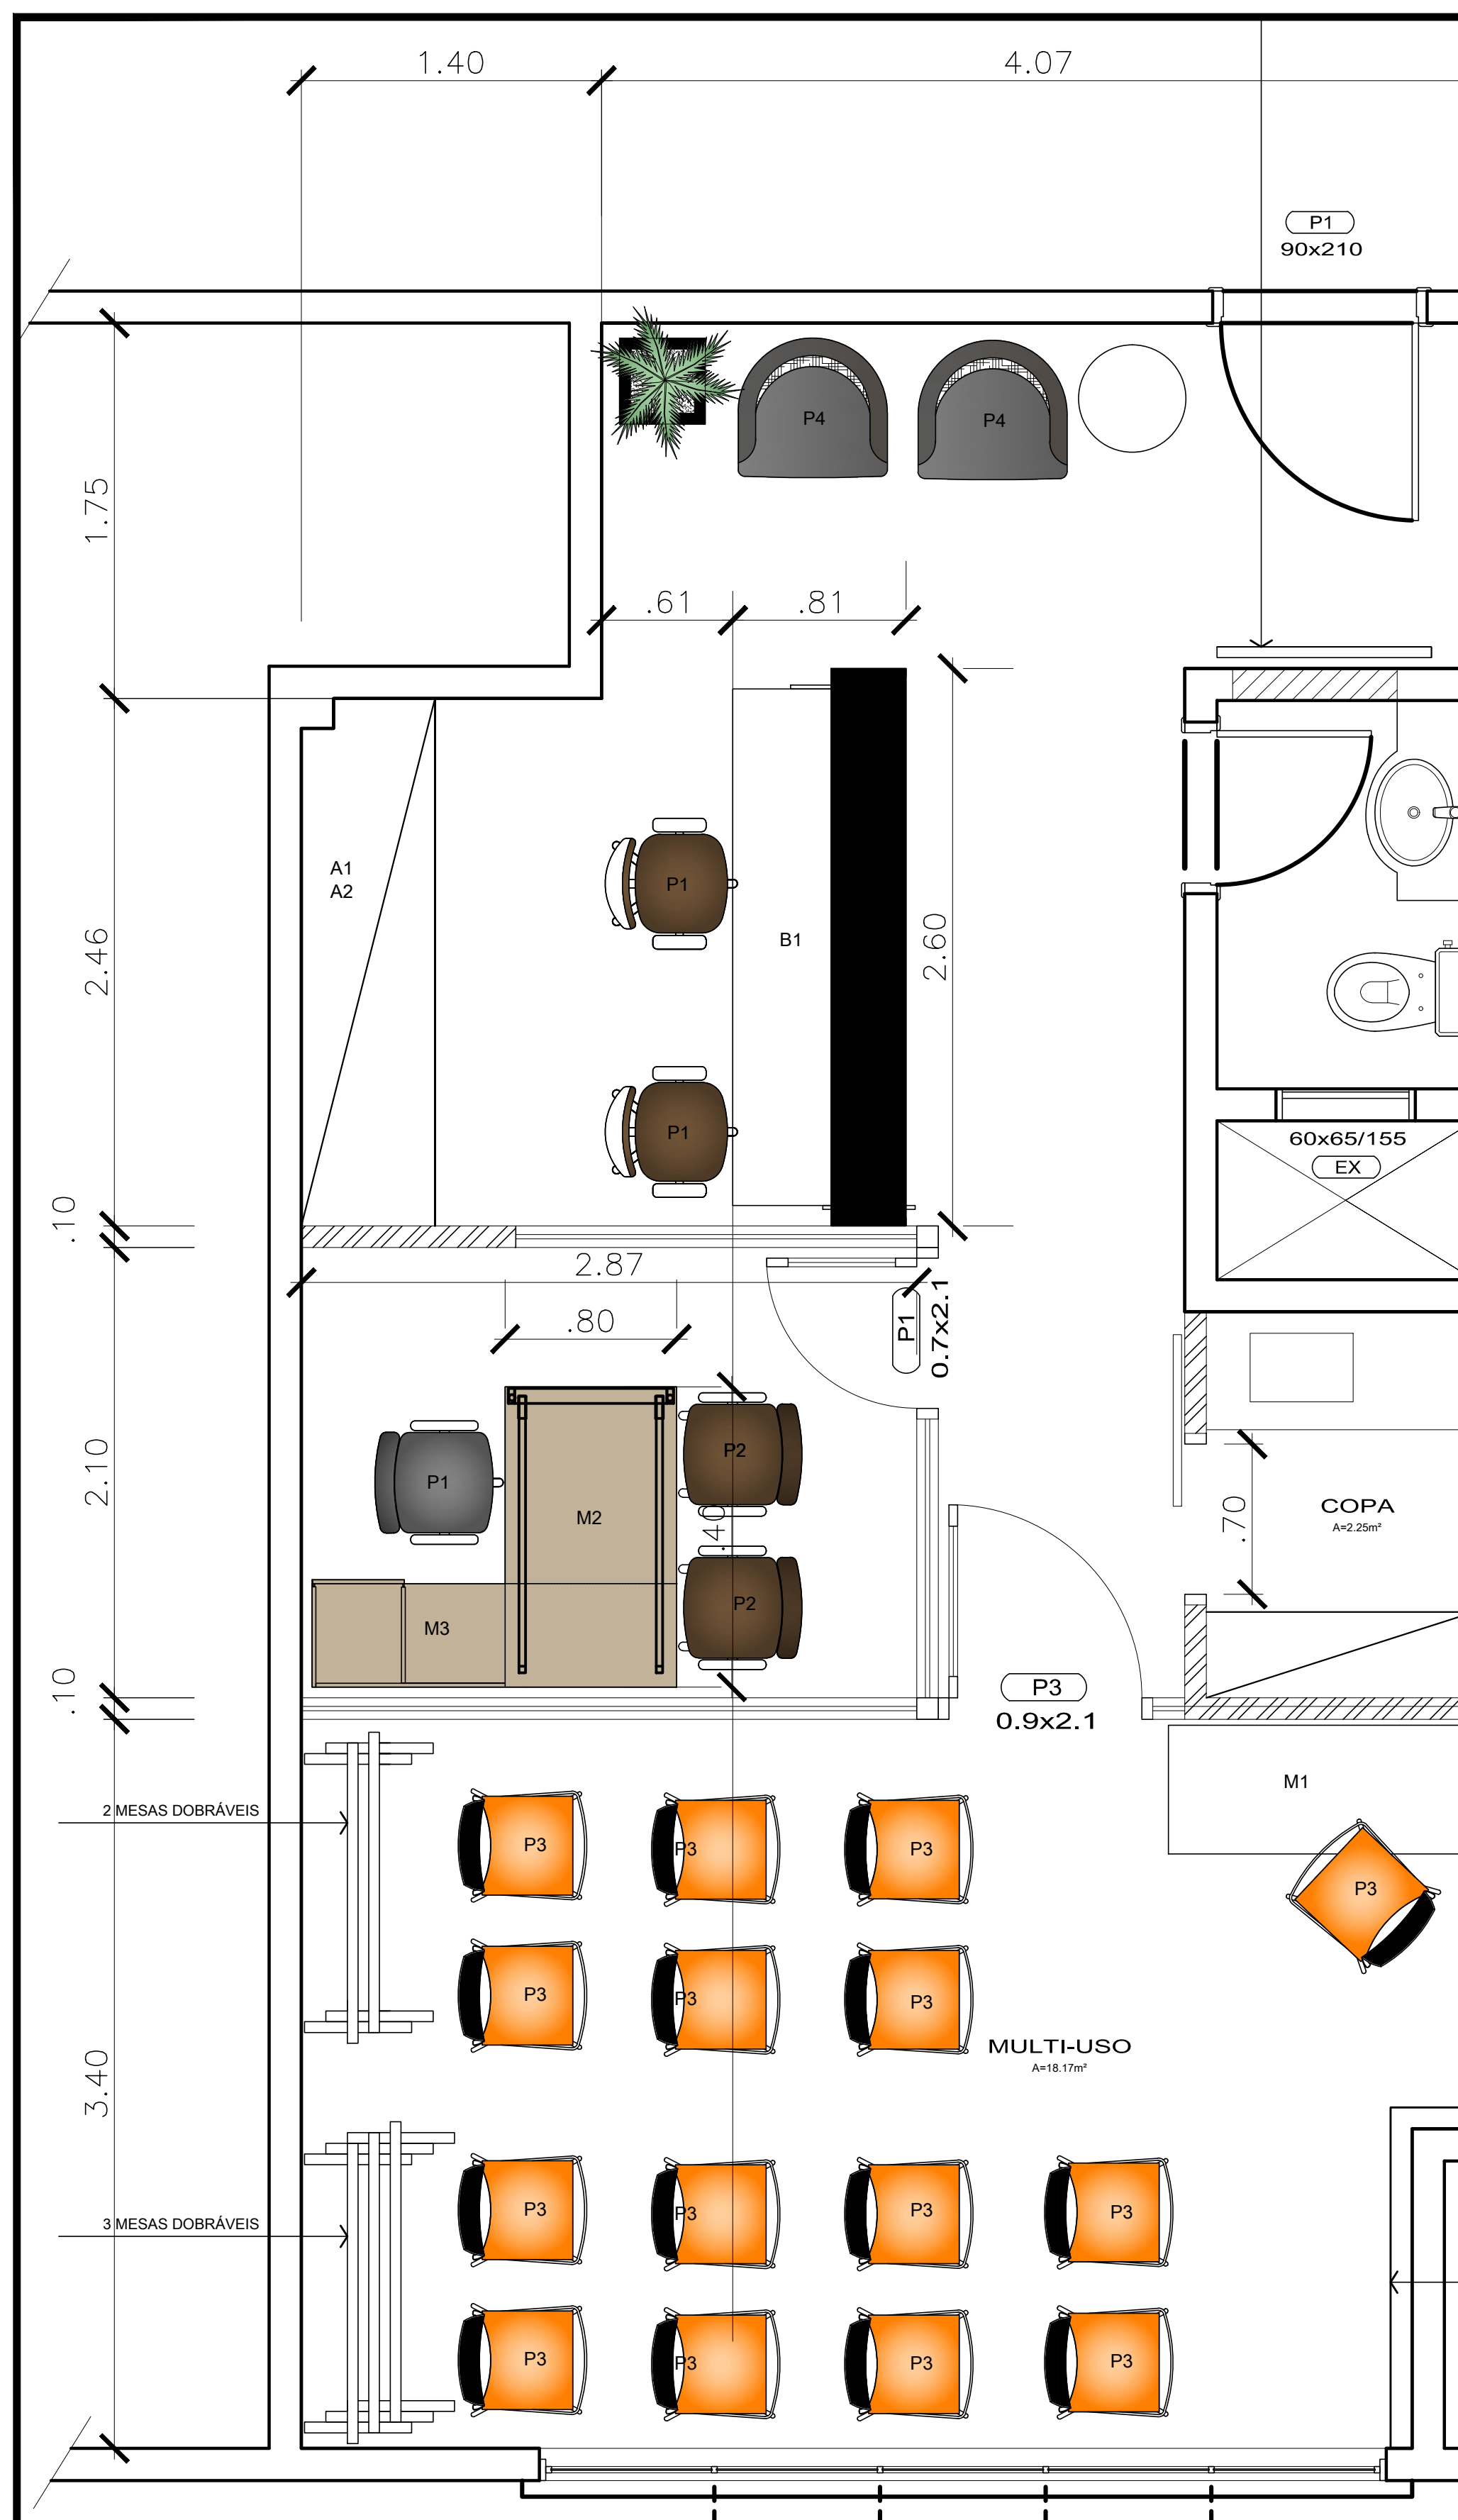 1.40
4.07
P1
90x210
P4
P4
1.75
.61
.81
A1
A2
P1
B1
2.46
2.60
P1
60x65/155
EX
.10
2.87
.80
P1
0.7x2.1
P2
P1
M2
2.10
.40
.70
COPA
A=2.25m²
P2
M3
.10
P3
0.9x2.1
M1
2 MESAS DOBRÁVEIS
P3
P3
P3
P3
P3
P3
P3
MULTI-USO
A=18.17m²
3.40
P3
P3
P3
P3
3 MESAS DOBRÁVEIS
P3
P3
P3
P3